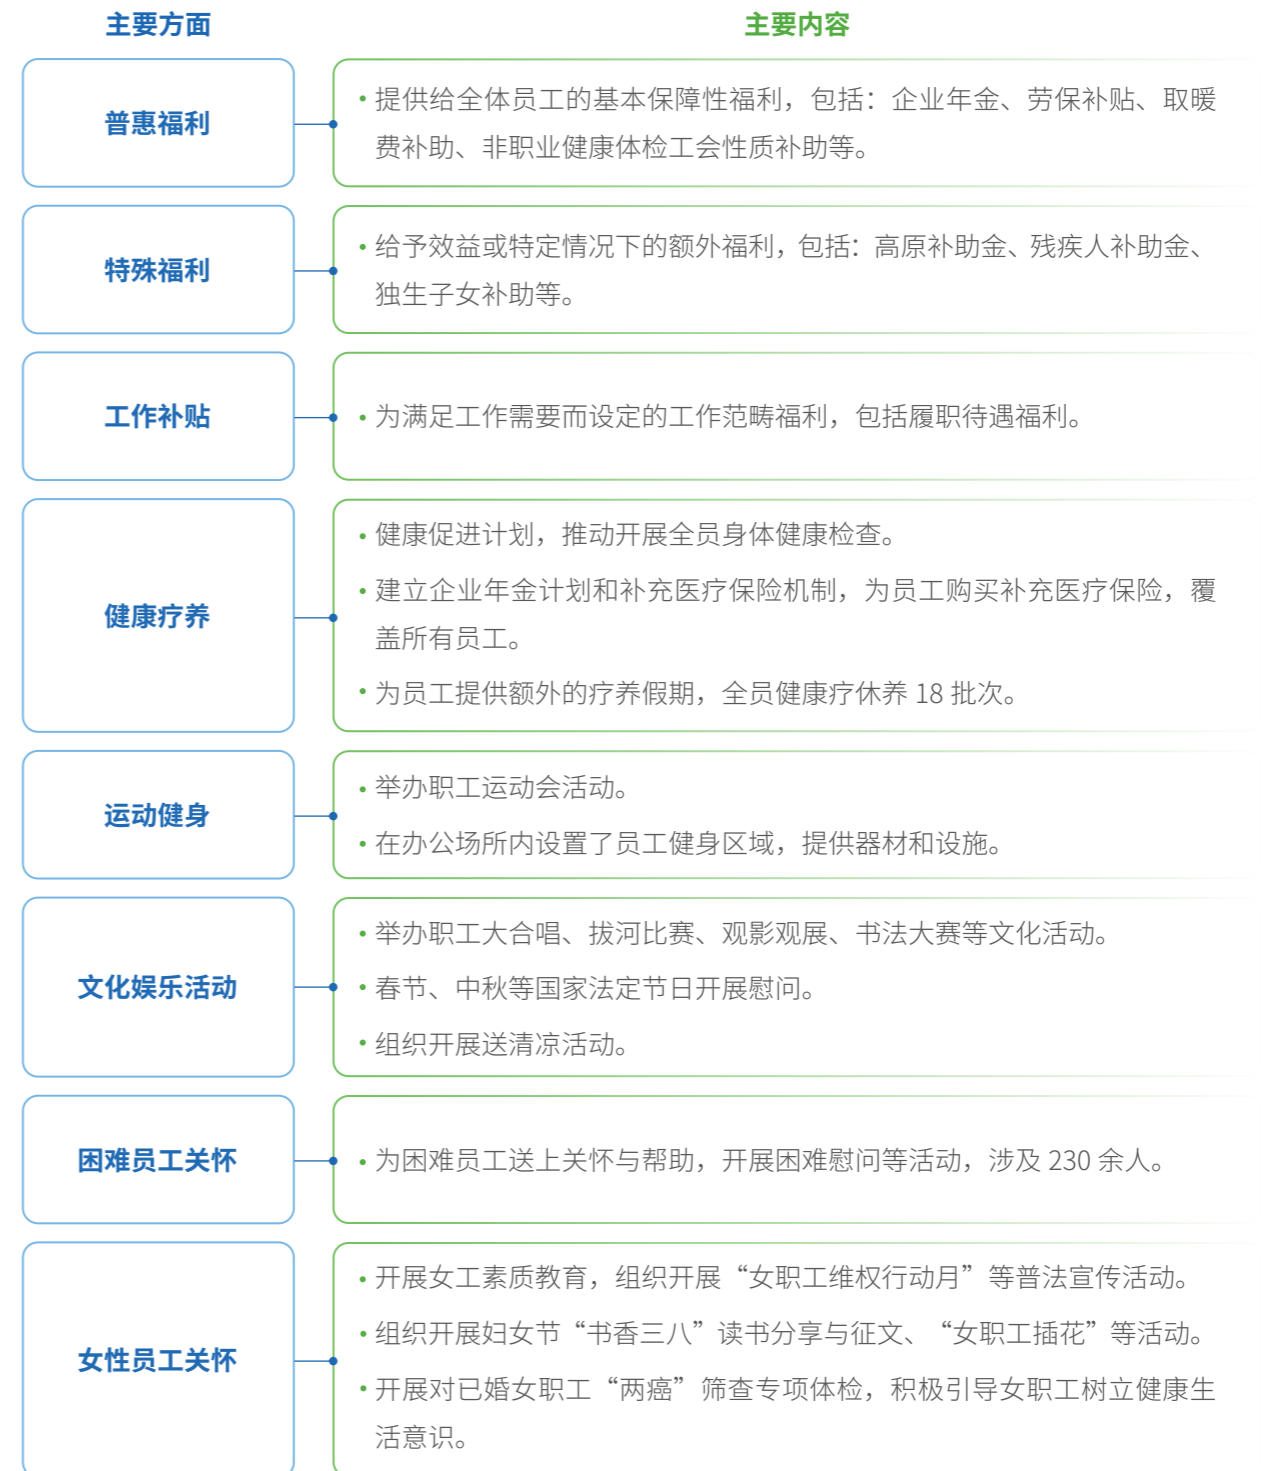 主要方面
主要内容
普惠福利
• 提供给全体员工的基本保障性福利，包括：企业年金、劳保补贴、取暖
费补助、非职业健康体检工会性质补助等。
特殊福利
• 给予效益或特定情况下的额外福利，包括：高原补助金、残疾人补助金、
独生子女补助等。
工作补贴
• 为满足工作需要而设定的工作范畴福利，包括履职待遇福利。
健康疗养
• 健康促进计划，推动开展全员身体健康检查。
• 建立企业年金计划和补充医疗保险机制，为员工购买补充医疗保险，覆
盖所有员工。
• 为员工提供额外的疗养假期，全员健康疗休养 18 批次。
运动健身
• 举办职工运动会活动。
• 在办公场所内设置了员工健身区域，提供器材和设施。
文化娱乐活动
• 举办职工大合唱、拔河比赛、观影观展、书法大赛等文化活动。
• 春节、中秋等国家法定节日开展慰问。
• 组织开展送清凉活动。
困难员工关怀
• 为困难员工送上关怀与帮助，开展困难慰问等活动，涉及 230 余人。
女性员工关怀
• 开展女工素质教育，组织开展“女职工维权行动月”等普法宣传活动。
• 组织开展妇女节“书香三八”读书分享与征文、“女职工插花”等活动。
• 开展对已婚女职工“两癌”筛查专项体检，积极引导女职工树立健康生
活意识。